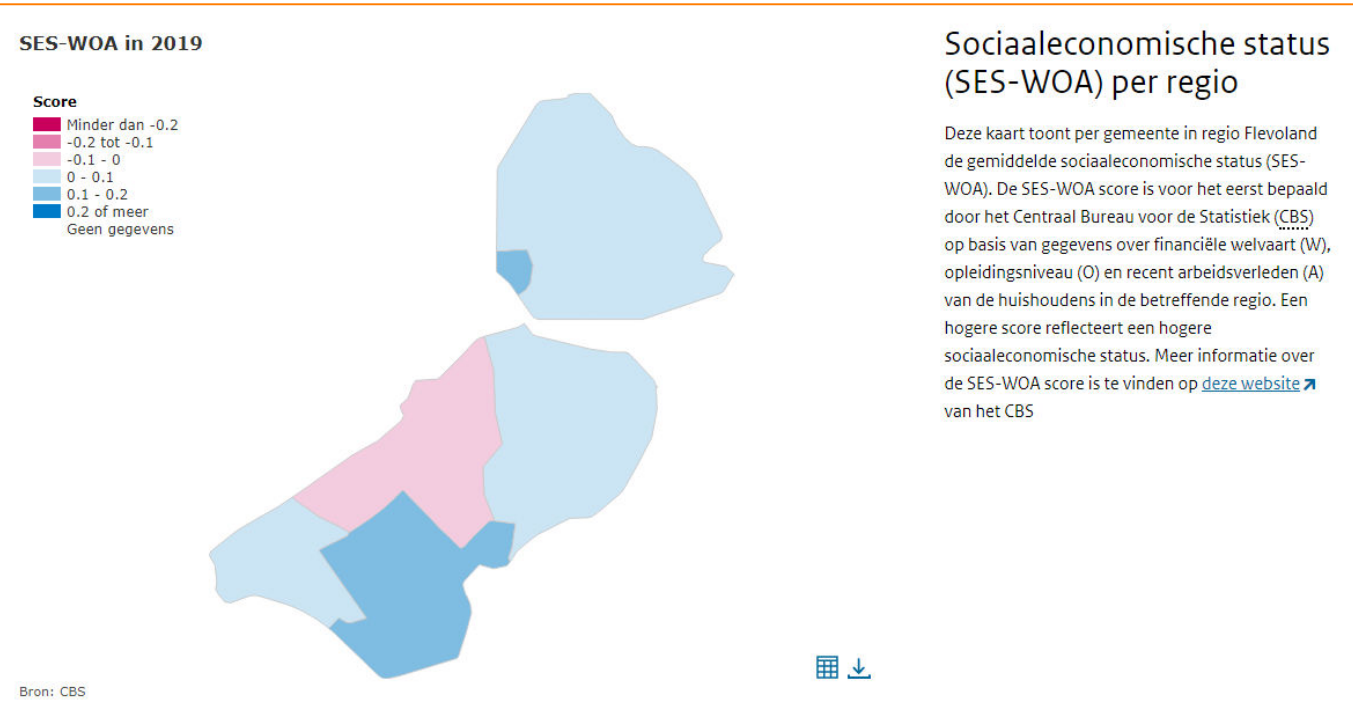 SES-WOA in 2019
Score
Minder dan -0.2
-0.2 tot -0.1
-0.1 - 0
0 - 0.1
0.1 - 0.2
0.2 of meer
Geen gegevens
Bron: CBS
Sociaaleconomische status
(SES-WOA) per regio
Deze kaart toont per gemeente in regio Flevoland
de gemiddelde sociaaleconomische status (SES-
WOA). De SES-WOA score is voor het eerst bepaald
door het Centraal Bureau voor de Statistiek (CBS)
op basis van gegevens over financiële welvaart (W),
opleidingsniveau (O) en recent arbeidsverleden (A)
van de huishoudens in de betreffende regio. Een
hogere score reflecteert een hogere
sociaaleconomische status. Meer informatie over
de SES-WOA score is te vinden op deze website
van het CBS